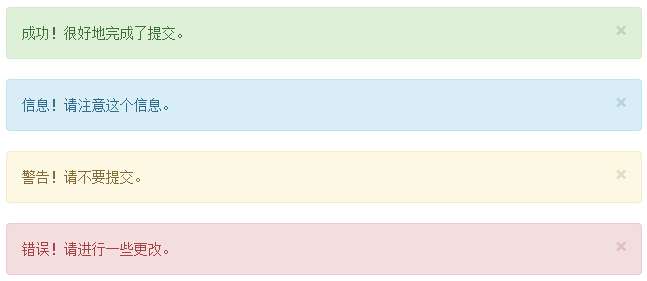 成功！很好地完成了提交。 ×
信息！请注意这个信息。 ×
警告！请不要提交。 ×
错误！请进行一些更改。 ×